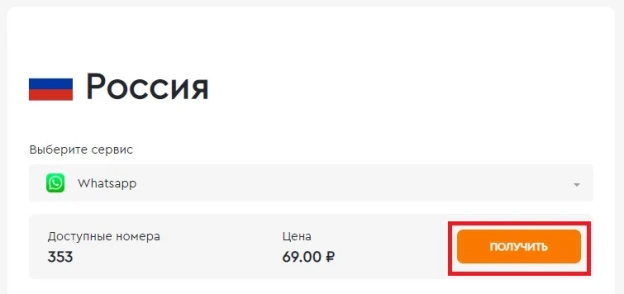 Россия
Выберите сервис
Whatsapp
Доступные номера
353
Цена
69.00 ₽
ПОЛУЧИТЬ